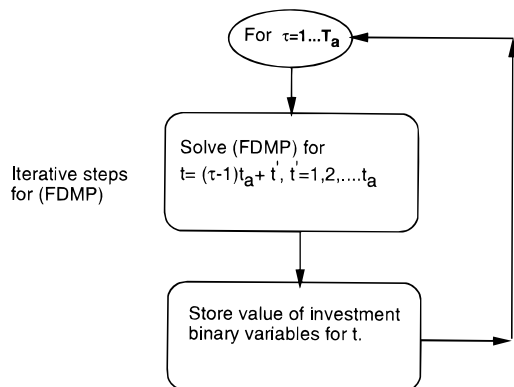 For τ=1...Ta
Solve (FDMP) for
t= (τ-1)ta+ t', t'=1,2,....ta
Iterative steps
for (FDMP)
Store value of investment
binary variables for t.